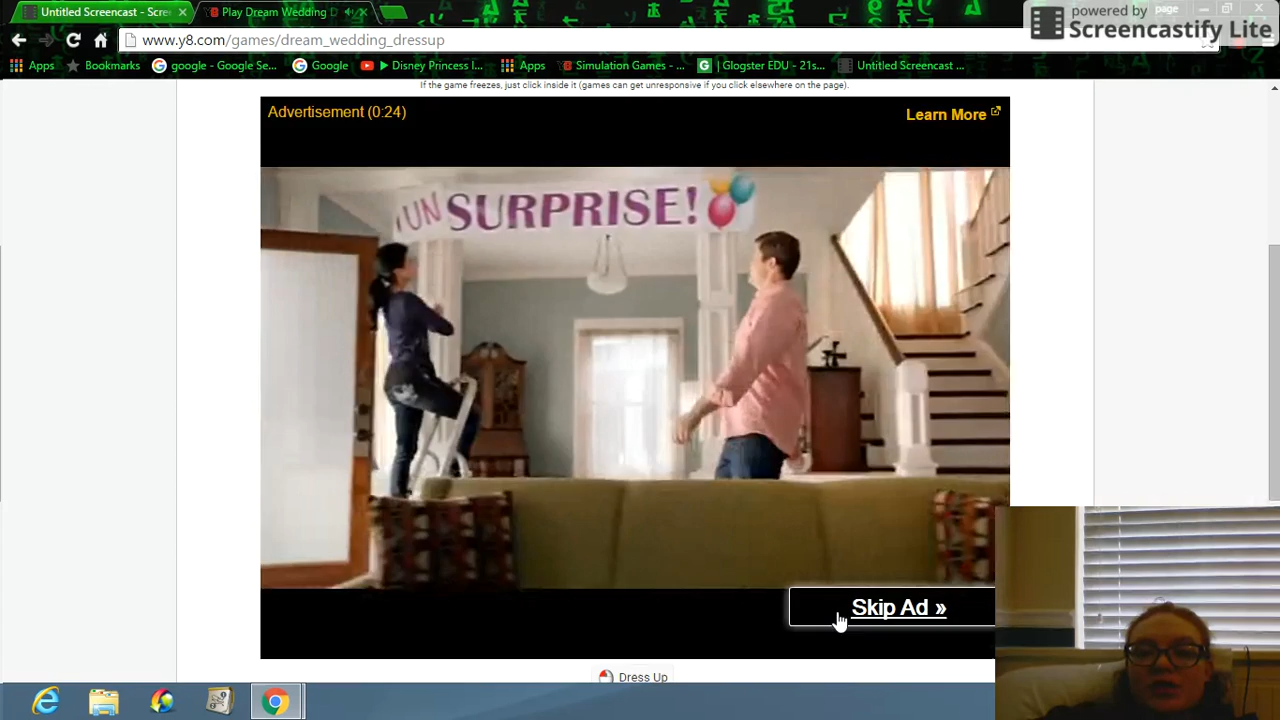 Untitled Screencast - Scre
Play Dream Wedding D
page
powered by
Screencastify Lite
www.y8.com/games/dream_wedding_dressup
Apps
Bookmarks
google - Google Se...
Google
Disney Princess I...
Apps
Simulation Games - ...
| Glogster EDU - 21s...
Untitled Screencast ...
If the game freezes, just click inside it (games can get unresponsive if you click elsewhere on the page).
Advertisement (0:24)
Learn More
UN SURPRISE!
Skip Ad »
Dress Up